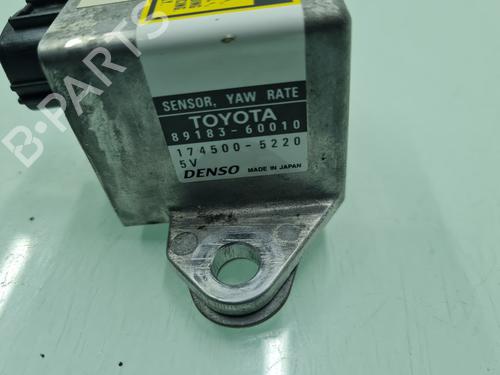 SENSOR, YAW RATE
TOYOTA
89183-60010
174500-5220
5V
DENSO MADE IN JAPAN
B-Parts